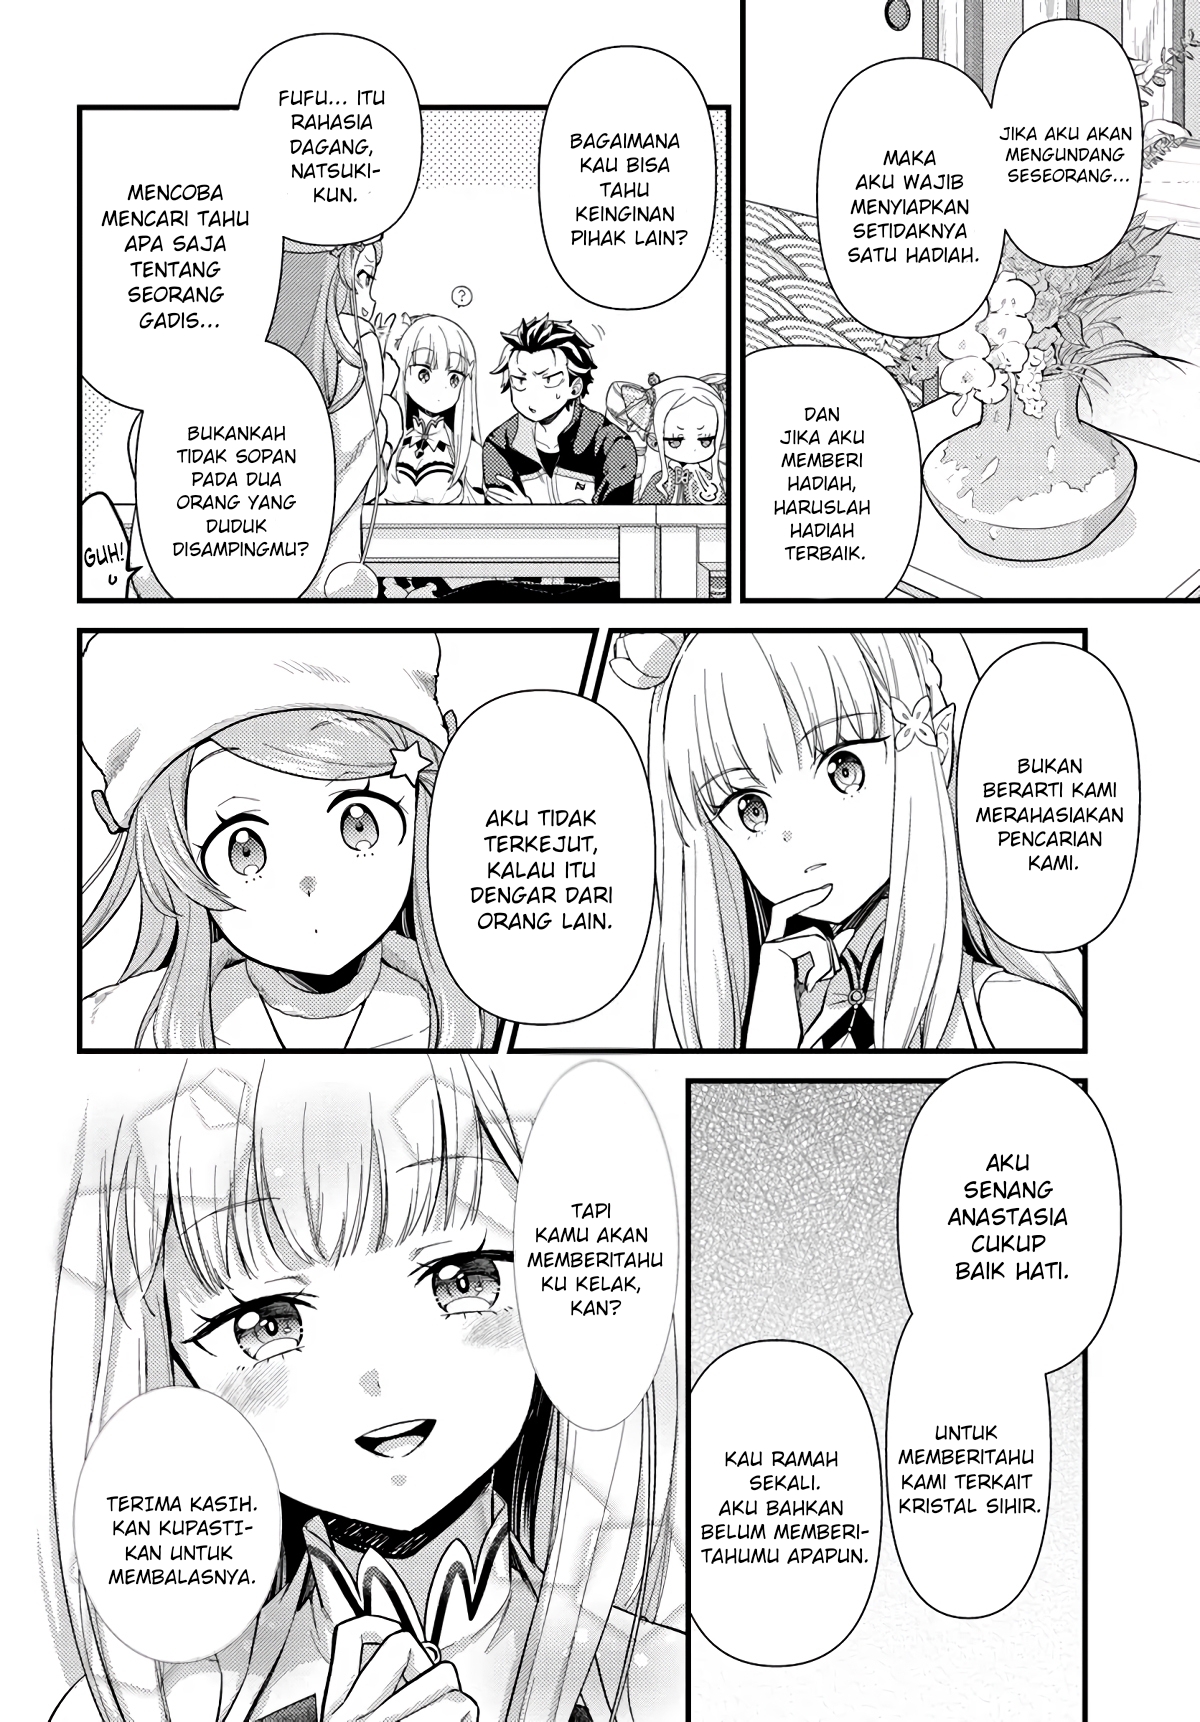 JIKA AKU AKAN
MENGUNDANG
SESEORANG...
MAKA
AKU WAJIB
MENYIAPKAN
SETIDAKNYA
SATU HADIAH.
DAN
JIKA AKU
MEMBERI
HADIAH,
HARUSLAH
HADIAH
TERBAIK.
BAGAIMANA
KAU BISA
TAHU
KEINGINAN
PIHAK LAIN?
FUFU... ITU
RAHASIA
DAGANG,
NATSUKI-
KUN.
MENCOBA
MENCARI TAHU
APA SAJA
TENTANG
SEORANG
GADIS...
?
BUKANKAH
TIDAK SOPAN
PADA DUA
ORANG YANG
DUDUK
DISAMPINGMU?
GUH!
BUKAN
BERARTI KAMI
MERAHASIAKAN
PENCARIAN
KAMI.
AKU TIDAK
TERKEJUT,
KALAU ITU
DENGAR DARI
ORANG LAIN.
AKU
SENANG
ANASTASIA
CUKUP
BAIK HATI.
UNTUK
MEMBERITAHU
KAMI TERKAIT
KRISTAL SIHIR.
KAU RAMAH
SEKALI.
AKU BAHKAN
BELUM MEMBERI-
TAHUMU APAPUN.
TAPI
KAMU AKAN
MEMBERITAHU
KU KELAK,
KAN?
TERIMA KASIH.
KAN KUPASTI-
KAN UNTUK
MEMBALASNYA.